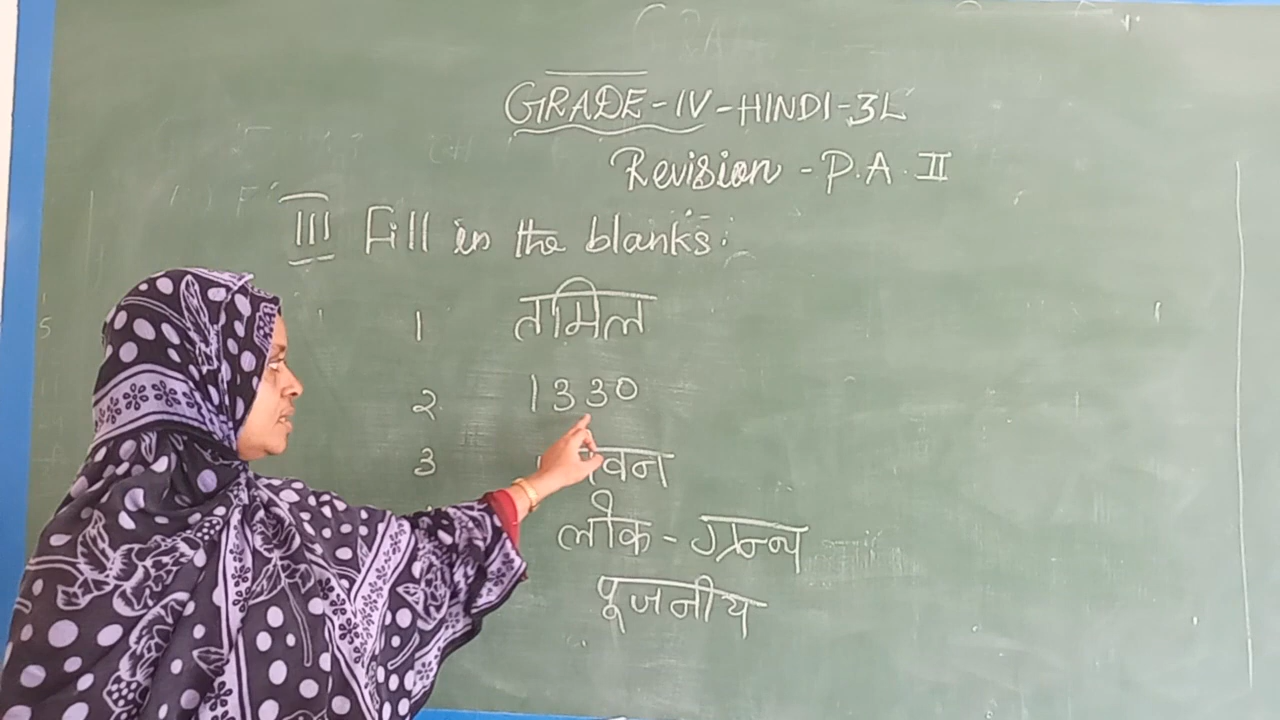 GRADE-IV-HINDI-3L
Revision - P.A. II
III Fill in the blanks:
1 तमिल
2 1330
3
लोक - ग्रन्थ
पूजनीय